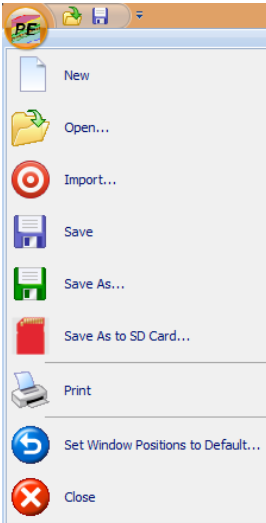 PE
New
Open...
Import...
Save
Save As...
Save As to SD Card...
Print
Set Window Positions to Default...
Close